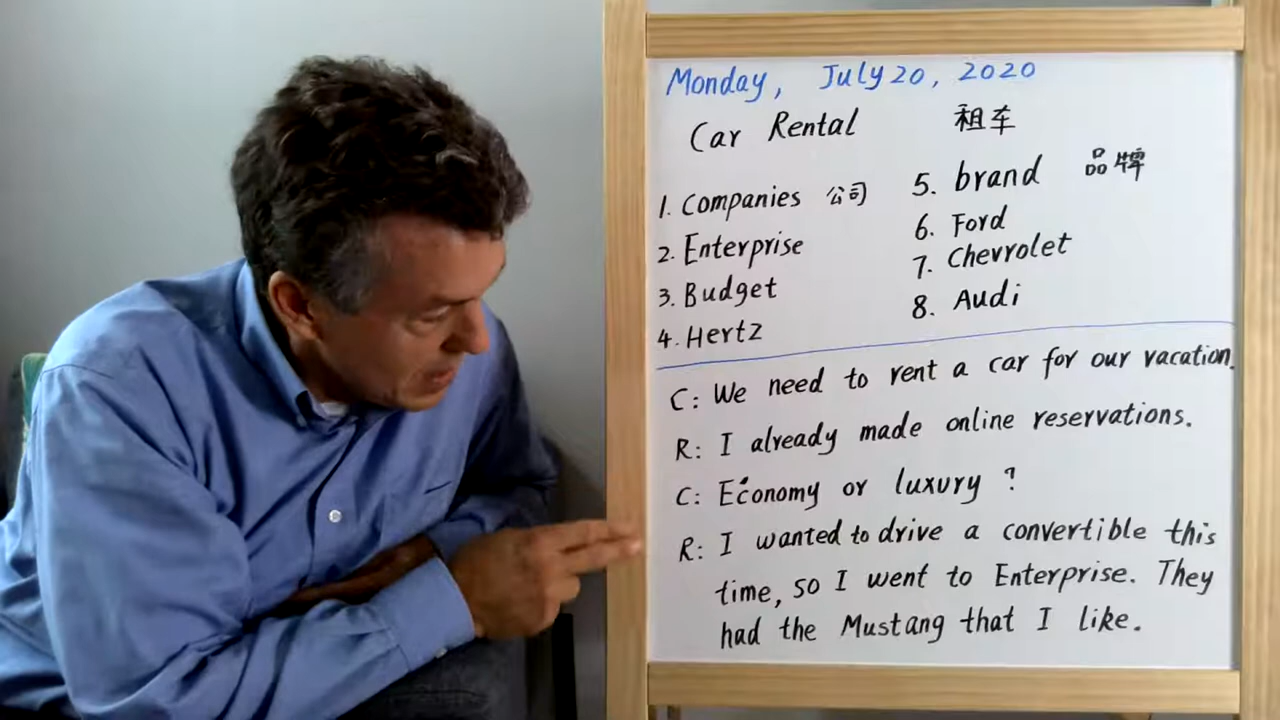 Monday, July 20, 2020
Car Rental 租车
1. Companies 公司
2. Enterprise
3. Budget
4. Hertz
5. brand 品牌
6. Ford
7. Chevrolet
8. Audi
C: We need to rent a car for our vacation.
R: I already made online reservations.
C: Economy or luxury?
R: I wanted to drive a convertible this
time, so I went to Enterprise. They
had the Mustang that I like.